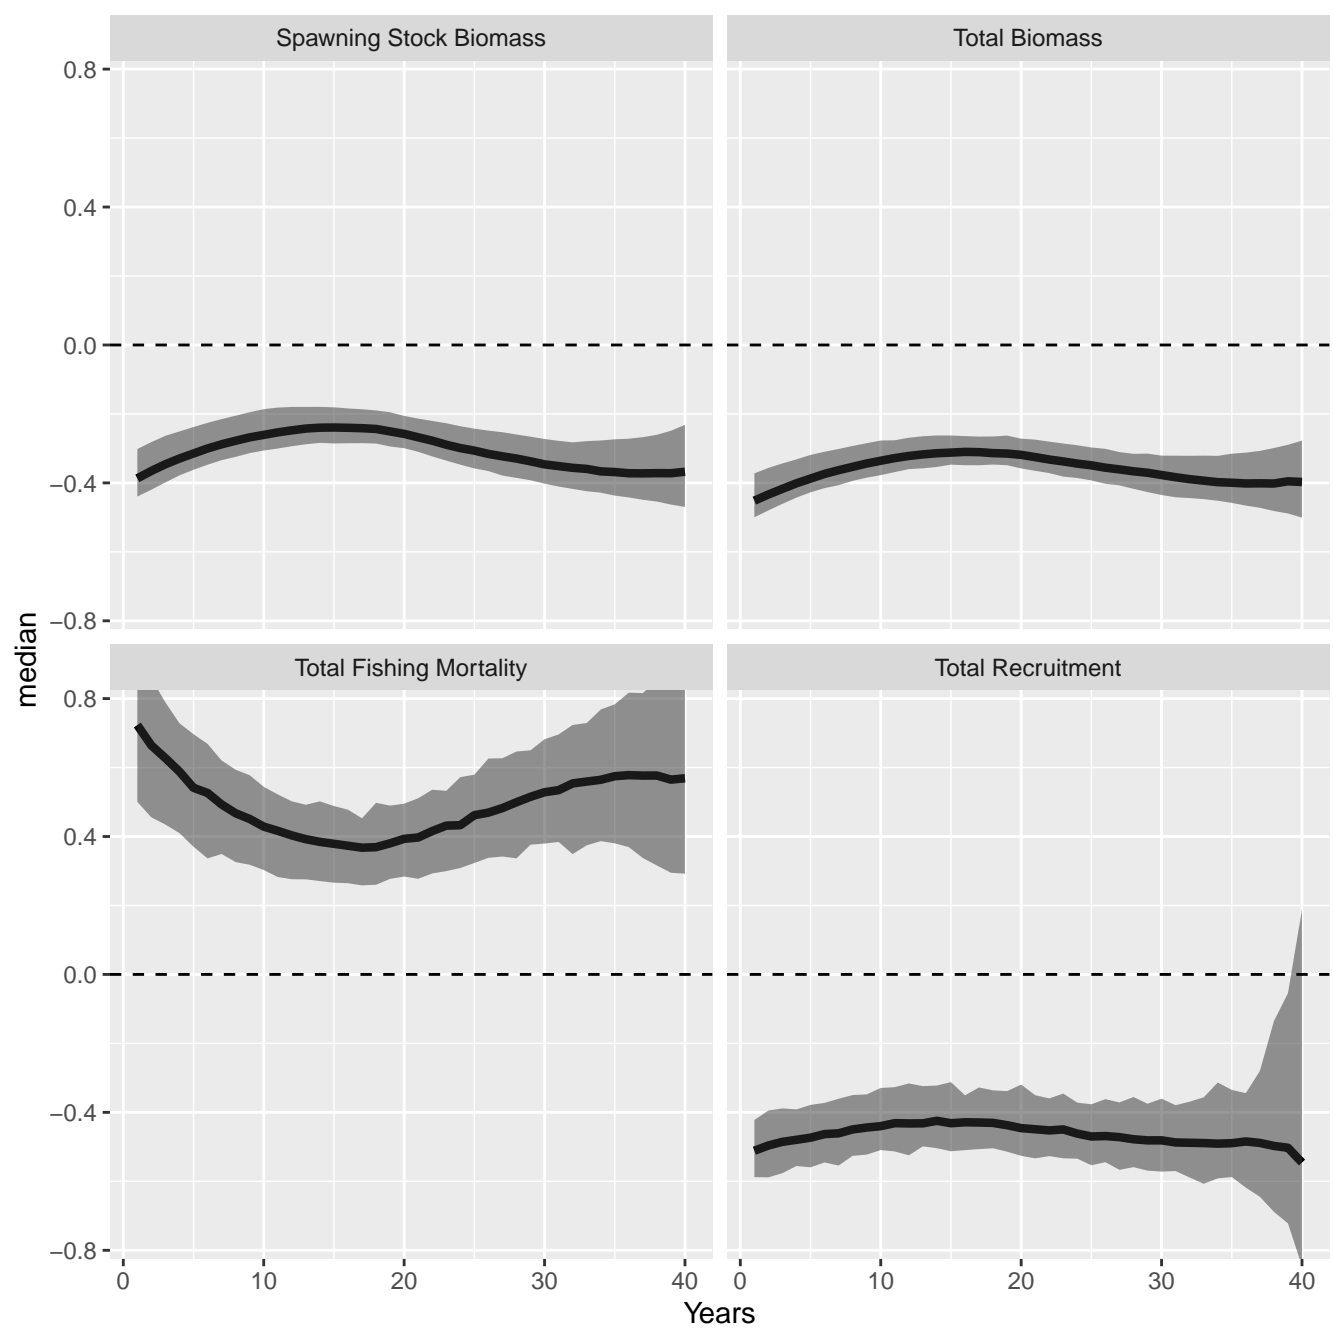 Spawning Stock Biomass
Total Biomass
0.8
0.4
0.0
−0.4
−0.8
median
Total Fishing Mortality
Total Recruitment
0.8
0.4
0.0
−0.4
−0.8
0 10 20 30 40
0 10 20 30 40
Years